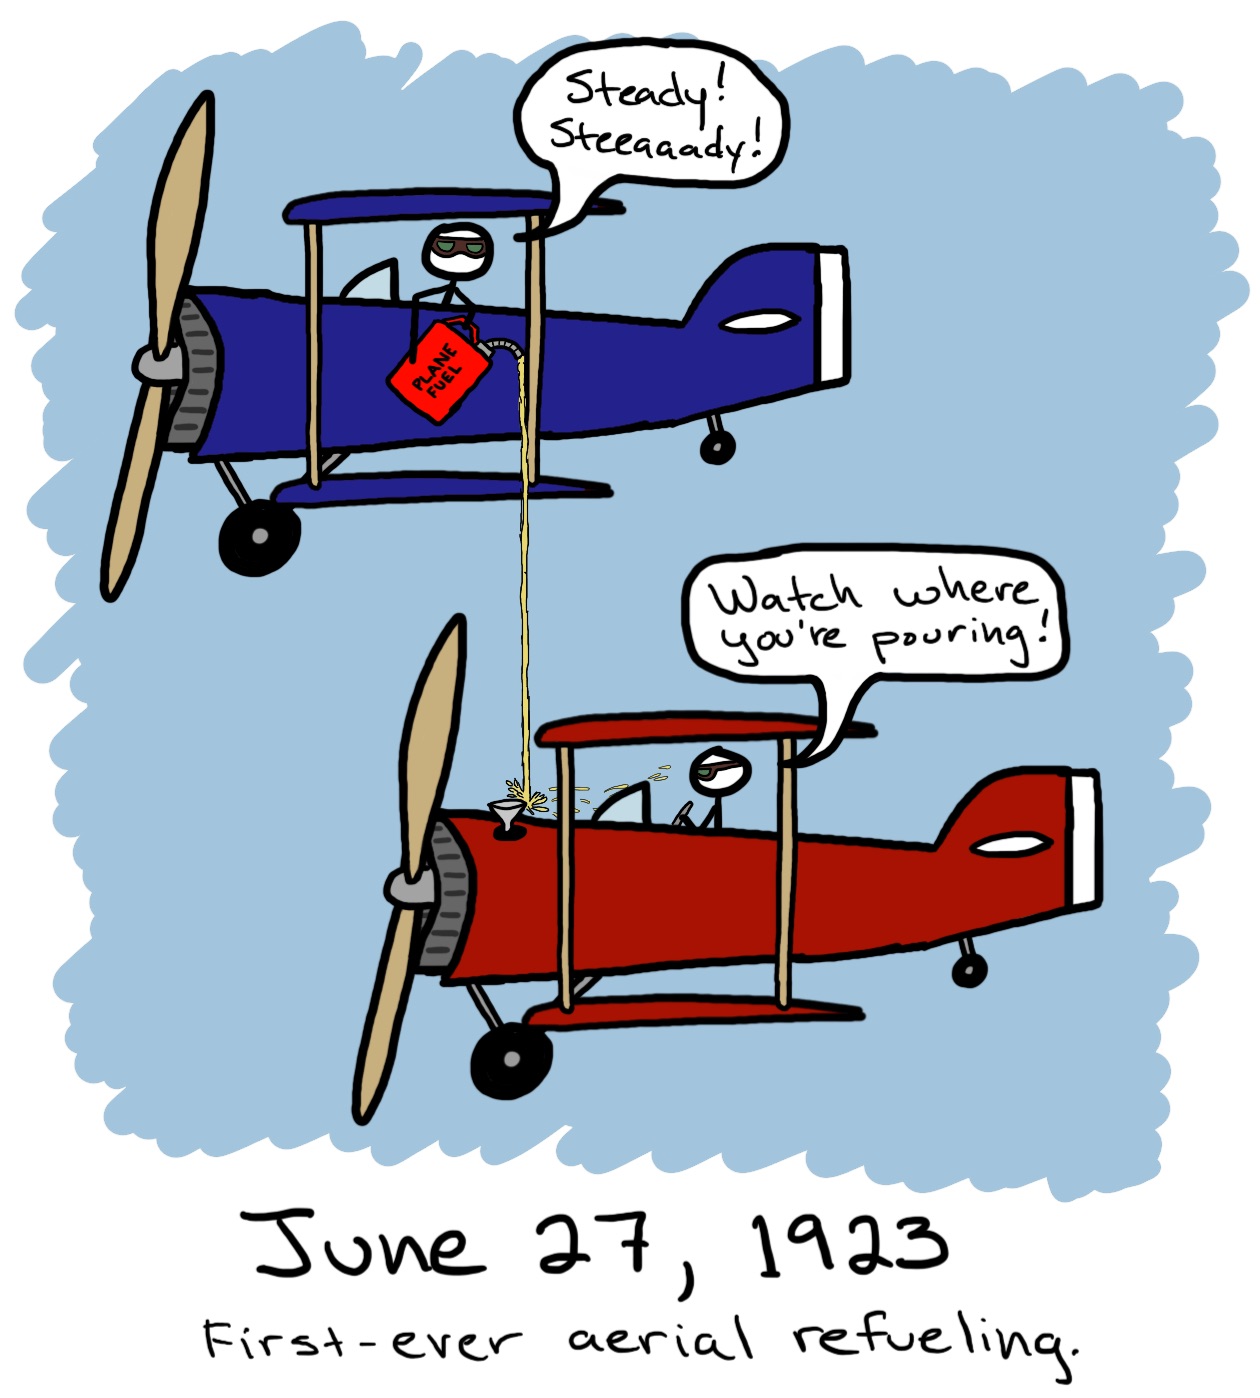 Steady!
Steeaaady!
PLANE
FUEL
Watch where
you're pouring!
June 27, 1923
First-ever aerial refueling.